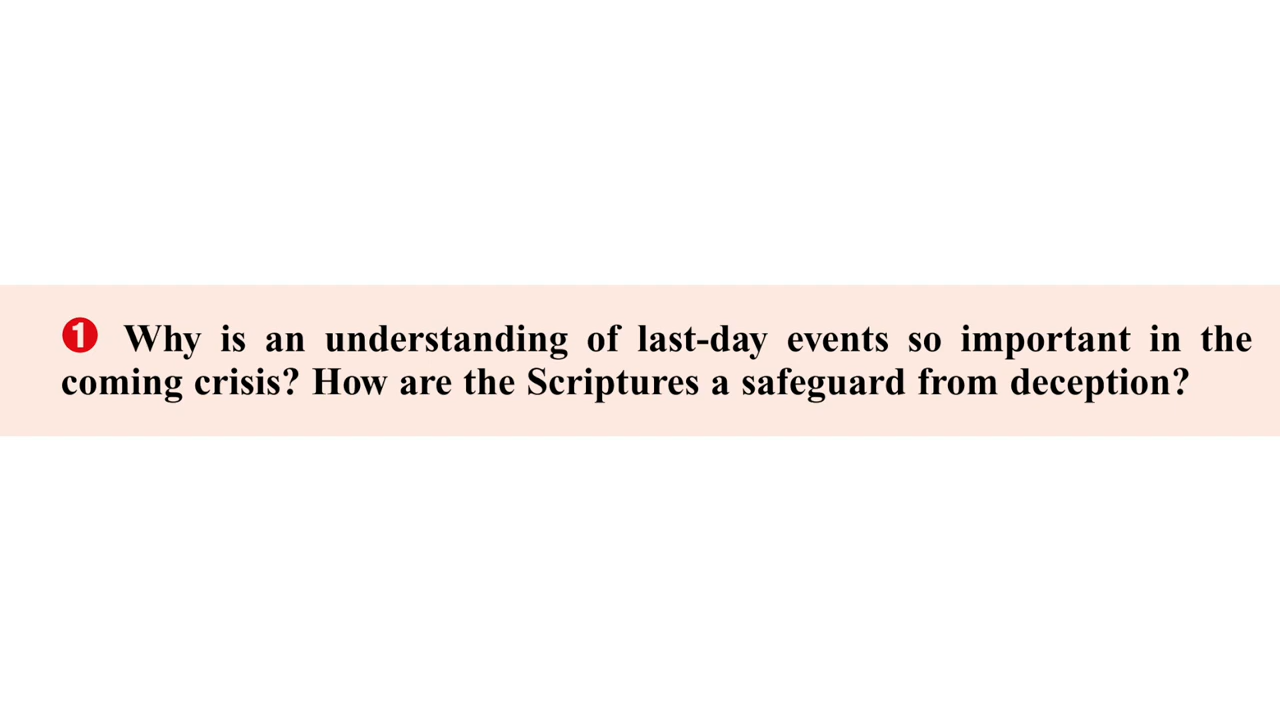 ❶ Why is an understanding of last-day events so important in the
coming crisis? How are the Scriptures a safeguard from deception?